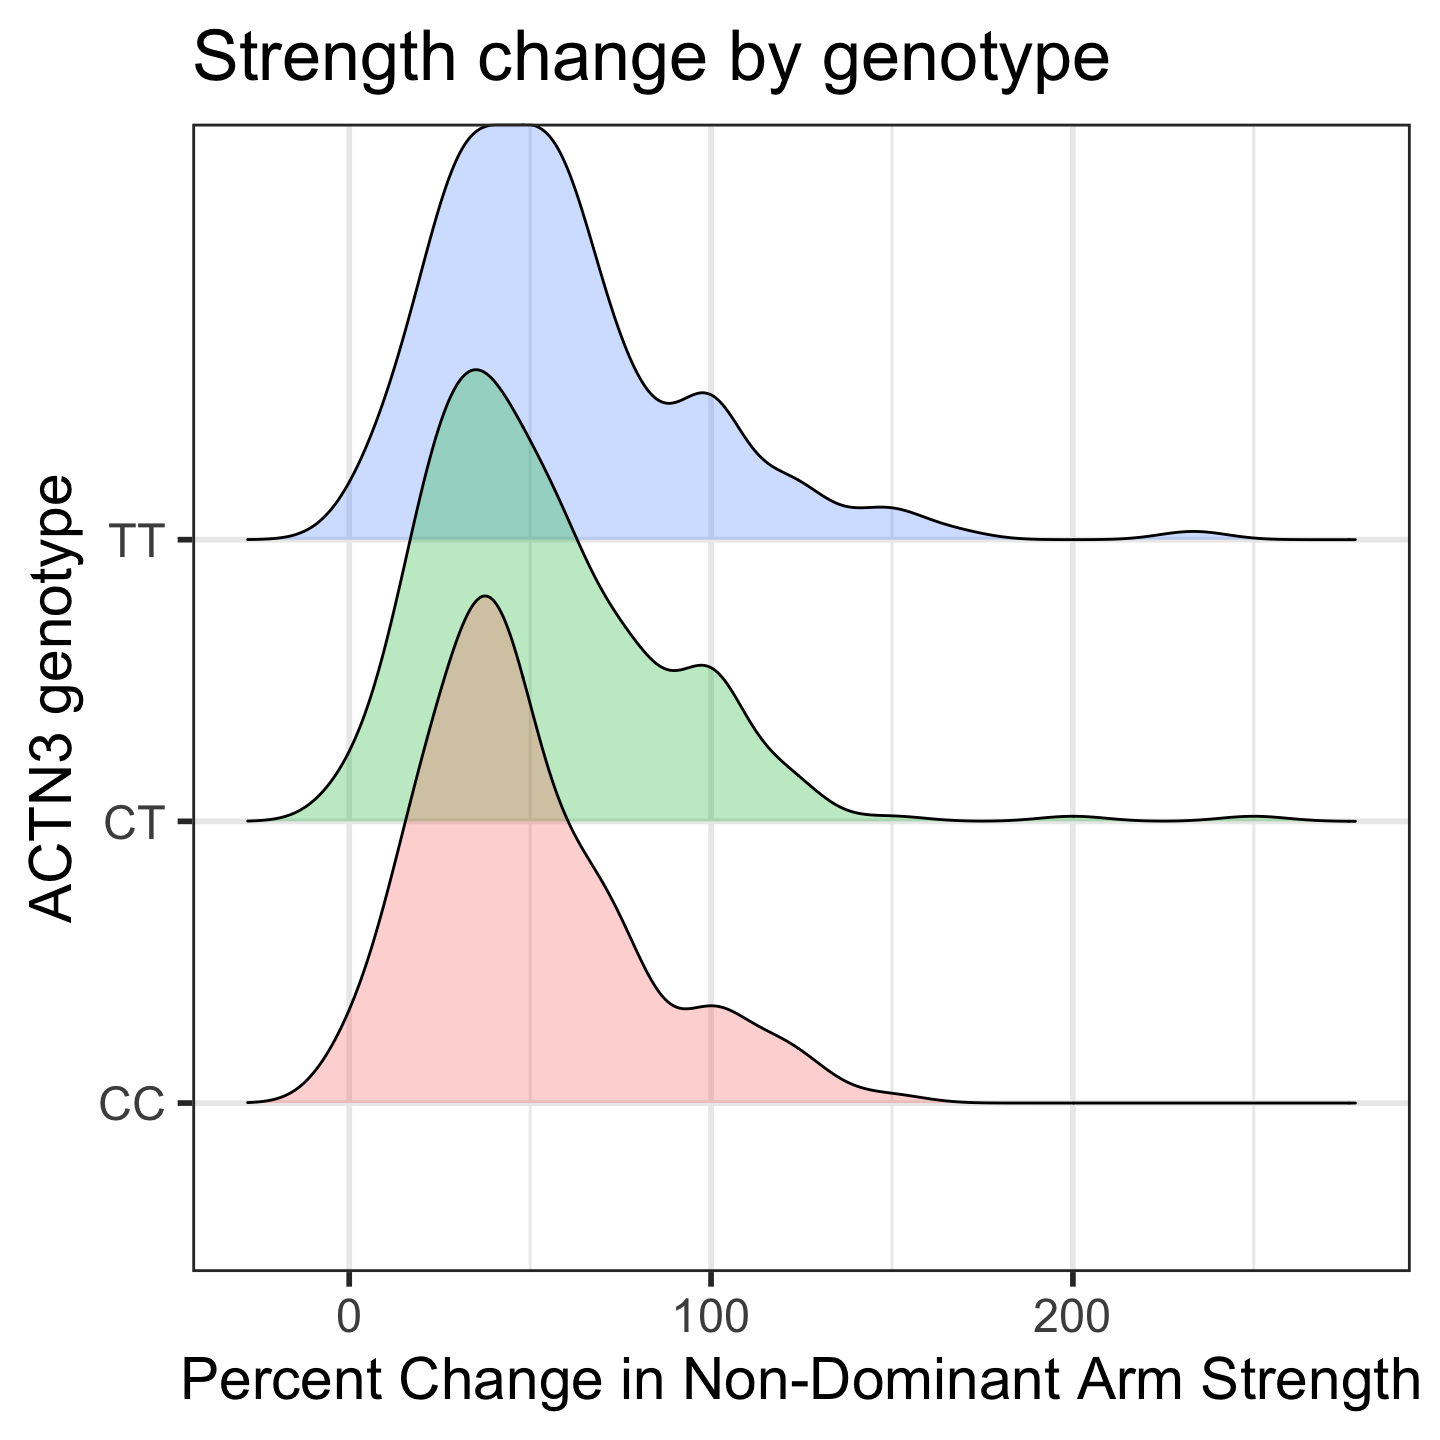 Strength change by genotype
ACTN3 genotype
TT
CT
CC
0
100
200
Percent Change in Non-Dominant Arm Strength